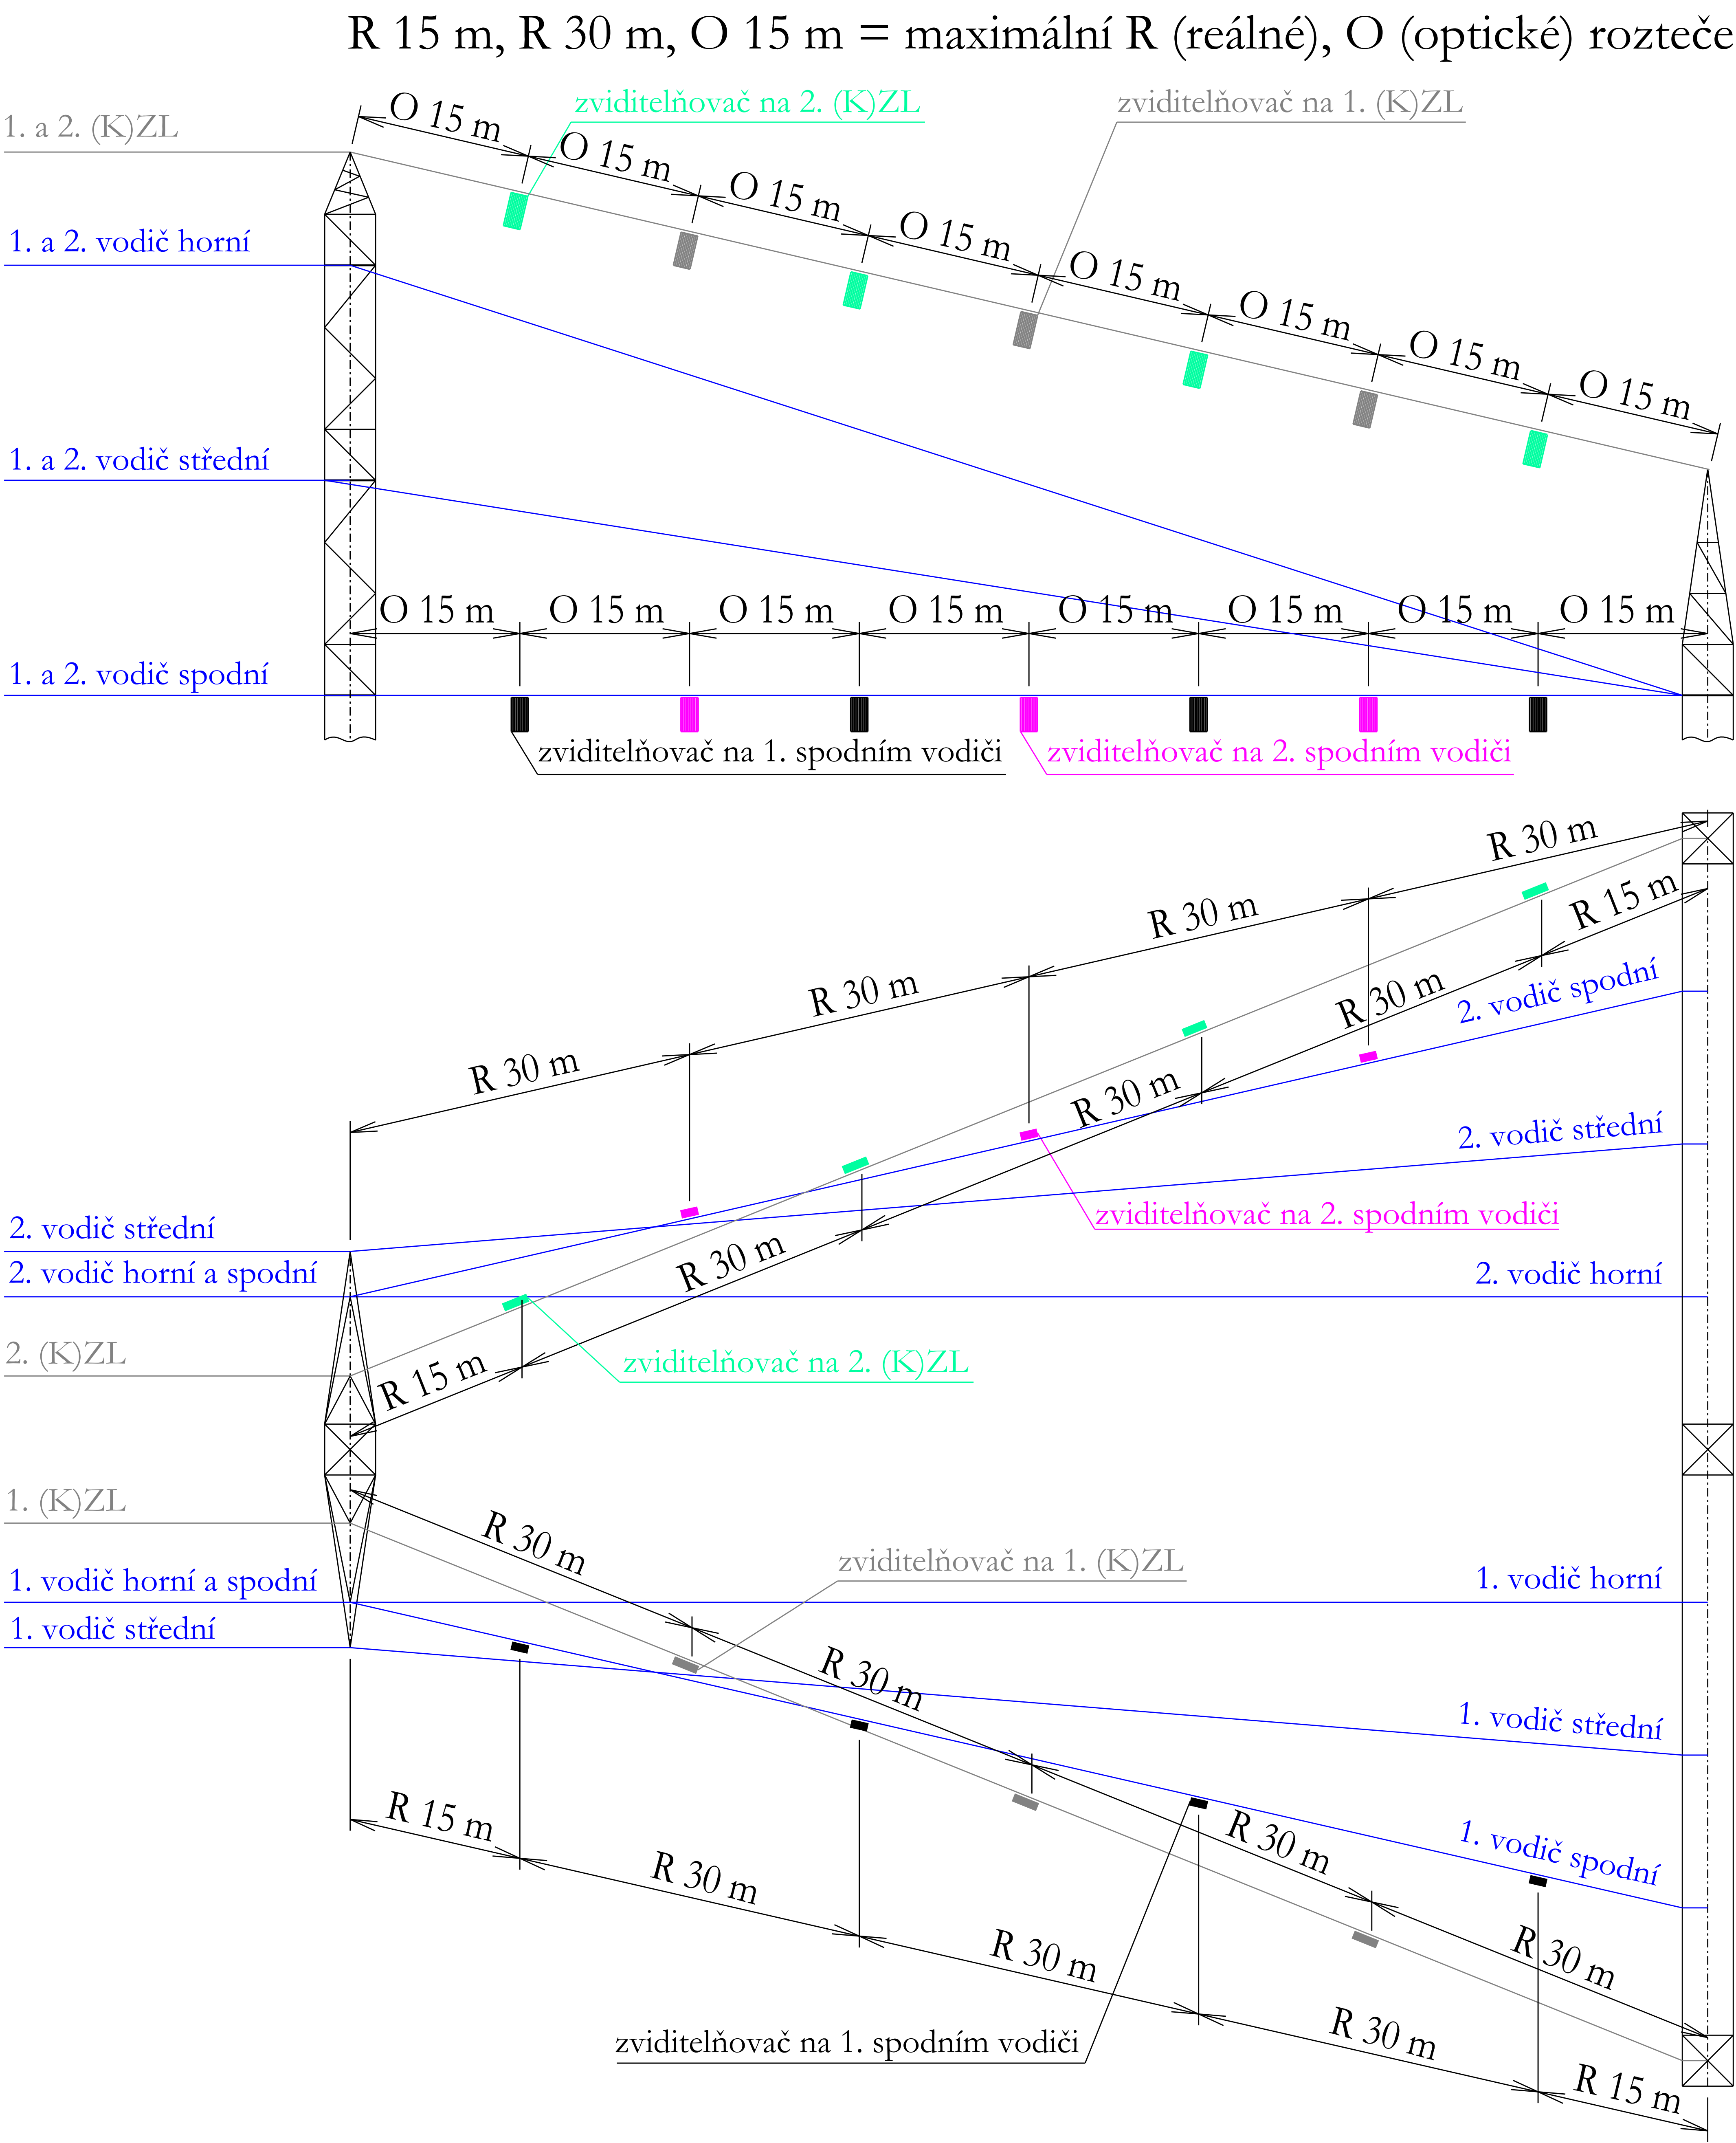 R 15 m, R 30 m, O 15 m = maximální R (reálné), O (optické) rozteče
zviditelňovač na 2. (K)ZL
zviditelňovač na 1. (K)ZL
1. a 2. (K)ZL
O 15 m
O 15 m
O 15 m
O 15 m
O 15 m
O 15 m
O 15 m
O 15 m
1. a 2. vodič horní
1. a 2. vodič střední
O 15 m
O 15 m
O 15 m
O 15 m
O 15 m
O 15 m
O 15 m
O 15 m
1. a 2. vodič spodní
zviditelňovač na 1. spodním vodiči
zviditelňovač na 2. spodním vodiči
R 30 m
R 30 m
R 30 m
R 30 m
R 15 m
R 30 m
R 30 m
R 30 m
R 15 m
2. vodič spodní
2. vodič střední
zviditelňovač na 2. spodním vodiči
2. vodič střední
2. vodič horní a spodní
2. vodič horní
2. (K)ZL
zviditelňovač na 2. (K)ZL
1. (K)ZL
R 30 m
zviditelňovač na 1. (K)ZL
1. vodič horní a spodní
1. vodič horní
1. vodič střední
R 30 m
1. vodič střední
R 30 m
1. vodič spodní
R 30 m
R 15 m
R 30 m
R 30 m
R 30 m
R 15 m
zviditelňovač na 1. spodním vodiči